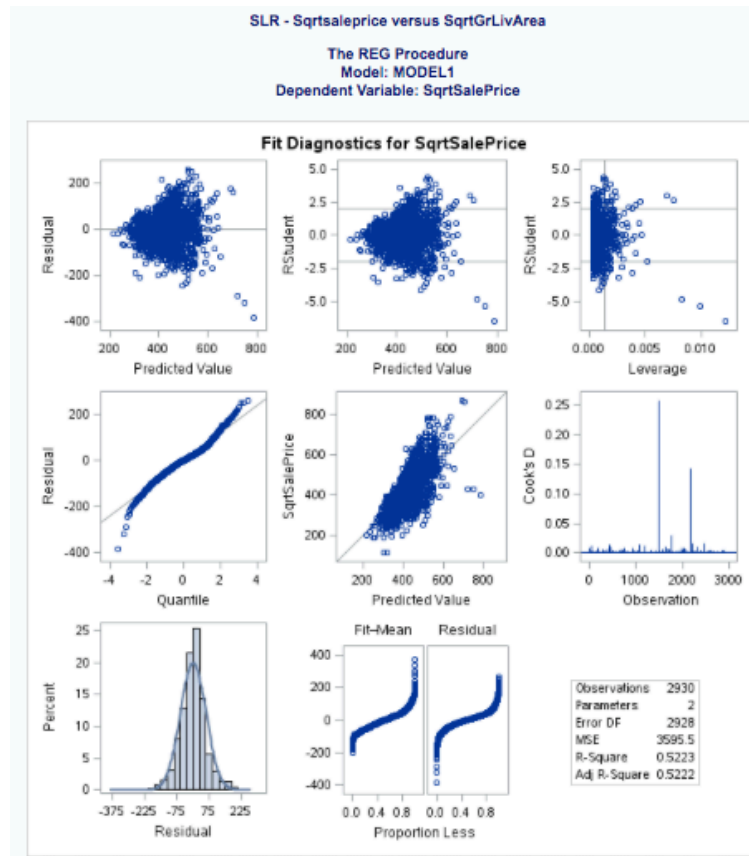 SLR - Sqrtsaleprice versus SqrtGrLivArea
The REG Procedure
Model: MODEL1
Dependent Variable: SqrtSalePrice
Fit Diagnostics for SqrtSalePrice
Residual
200
0
-200
-400
200 400 600 800
Predicted Value
RStudent
5.0
2.5
0.0
-2.5
-5.0
200 400 600 800
Predicted Value
RStudent
5.0
2.5
0.0
-2.5
-5.0
0.000 0.005 0.010
Leverage
Residual
200
0
-200
-400
-4 -2 0 2 4
Quantile
SqrtSalePrice
800
600
400
200
200 400 600 800
Predicted Value
Cook's D
0.25
0.20
0.15
0.10
0.05
0.00
0 1000 2000 3000
Observation
Percent
25
20
15
10
5
0
-375 -225 -75 75 225
Residual
Fit–Mean Residual
400
200
0
-200
-400
0.0 0.4 0.8 0.0 0.4 0.8
Proportion Less
Observations 2930
Parameters 2
Error DF 2928
MSE 3595.5
R-Square 0.5223
Adj R-Square 0.5222